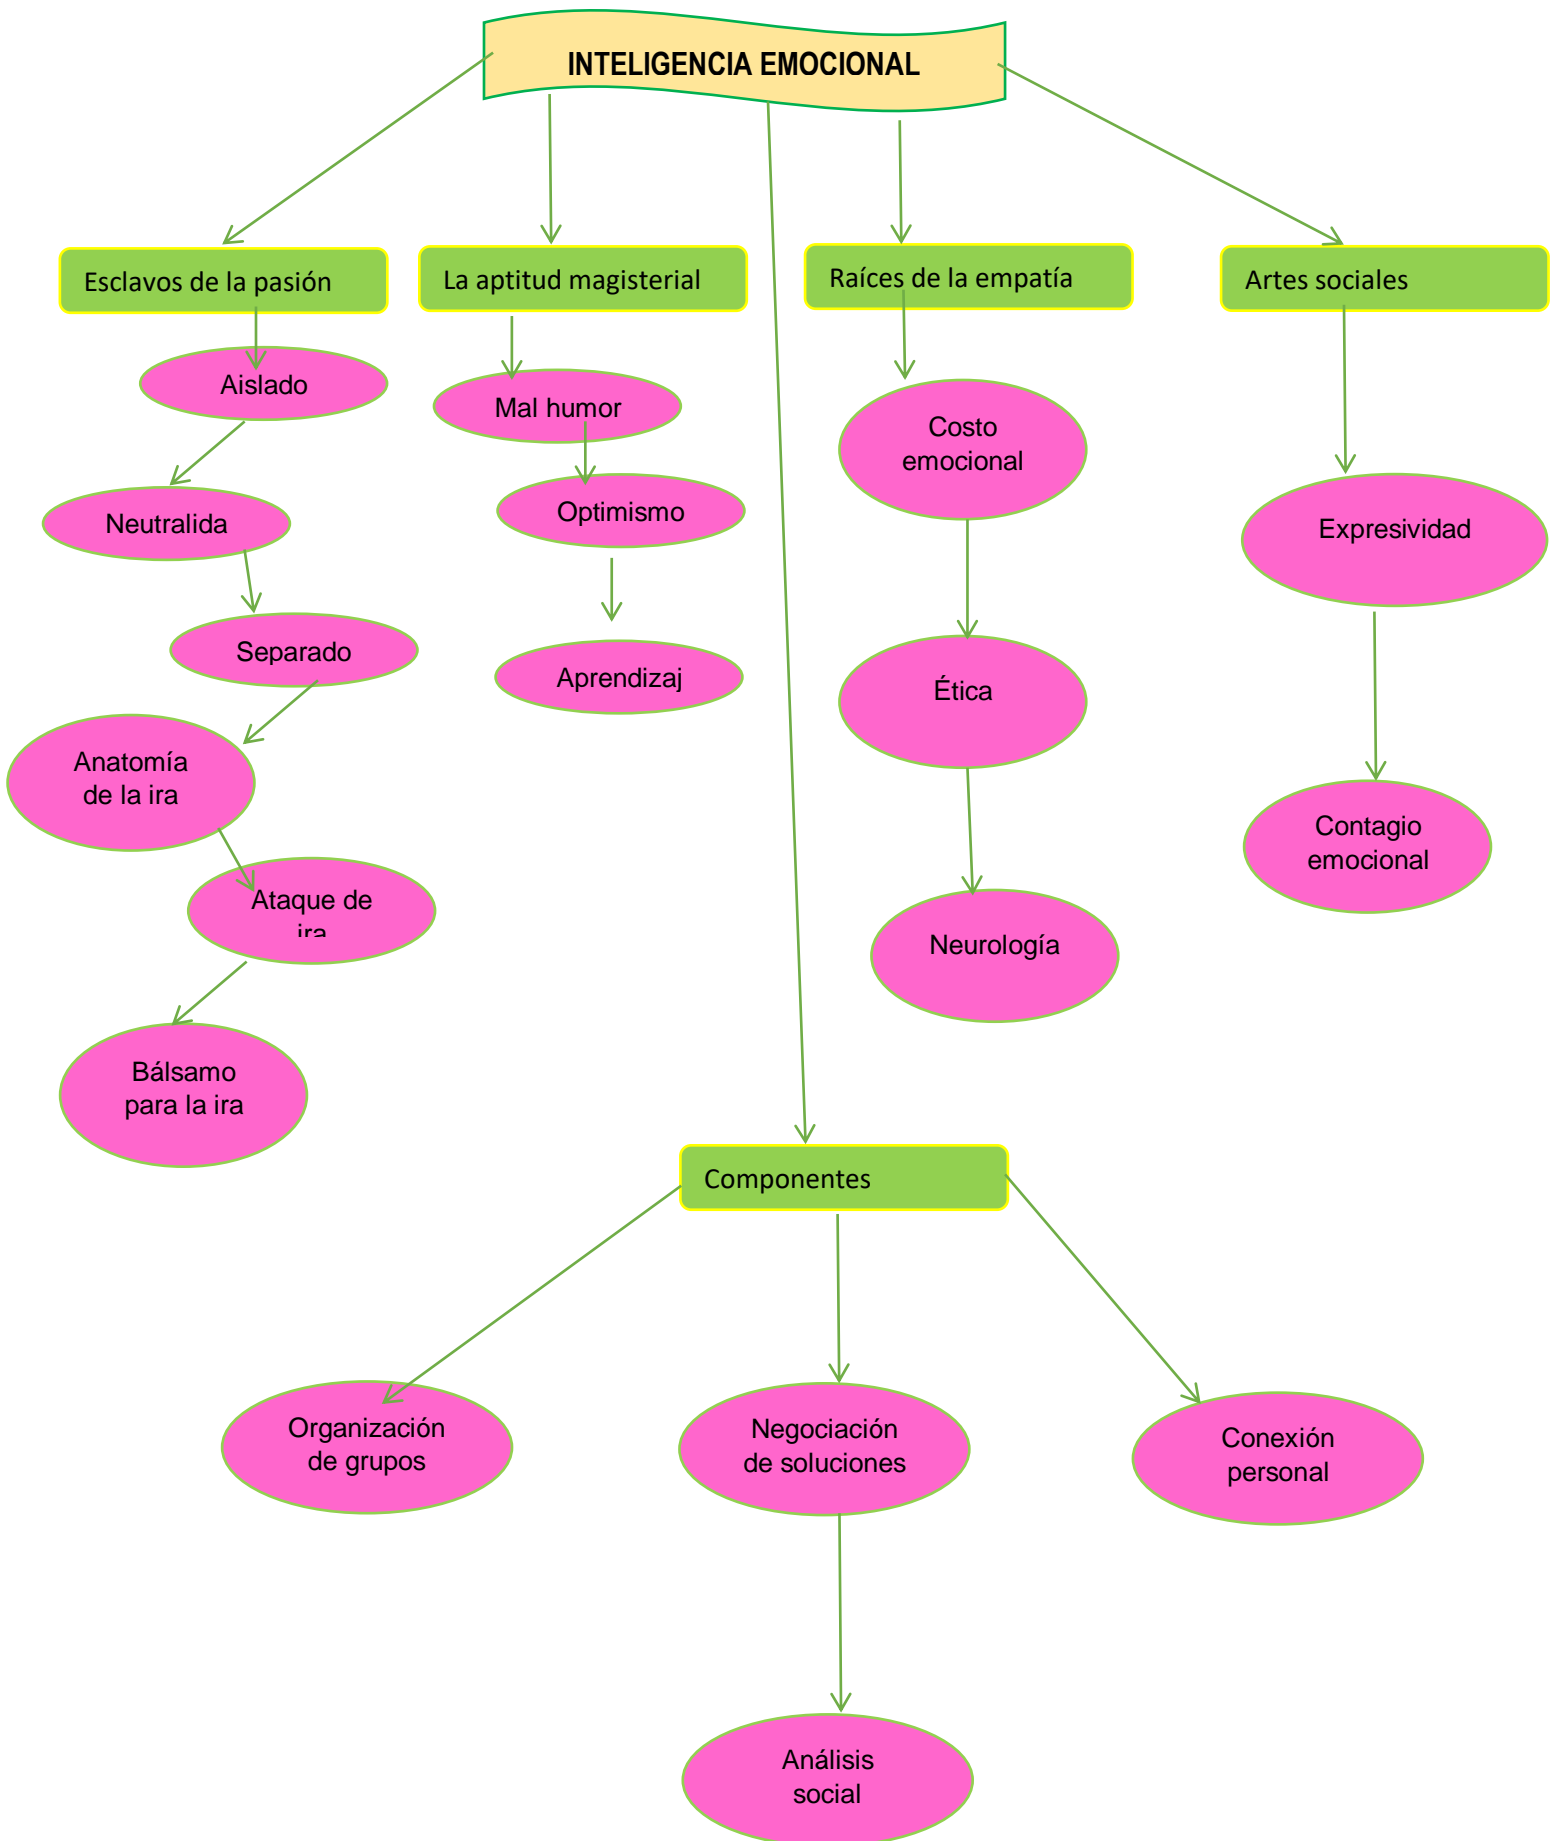 INTELIGENCIA EMOCIONAL
Esclavos de la pasión
La aptitud magisterial
Raíces de la empatía
Artes sociales
Aislado
Neutralida
Separado
Anatomía
de la ira
Ataque de
ira
Bálsamo
para la ira
Mal humor
Optimismo
Aprendizaj
Costo
emocional
Ética
Neurología
Expresividad
Contagio
emocional
Componentes
Organización
de grupos
Negociación
de soluciones
Conexión
personal
Análisis
social